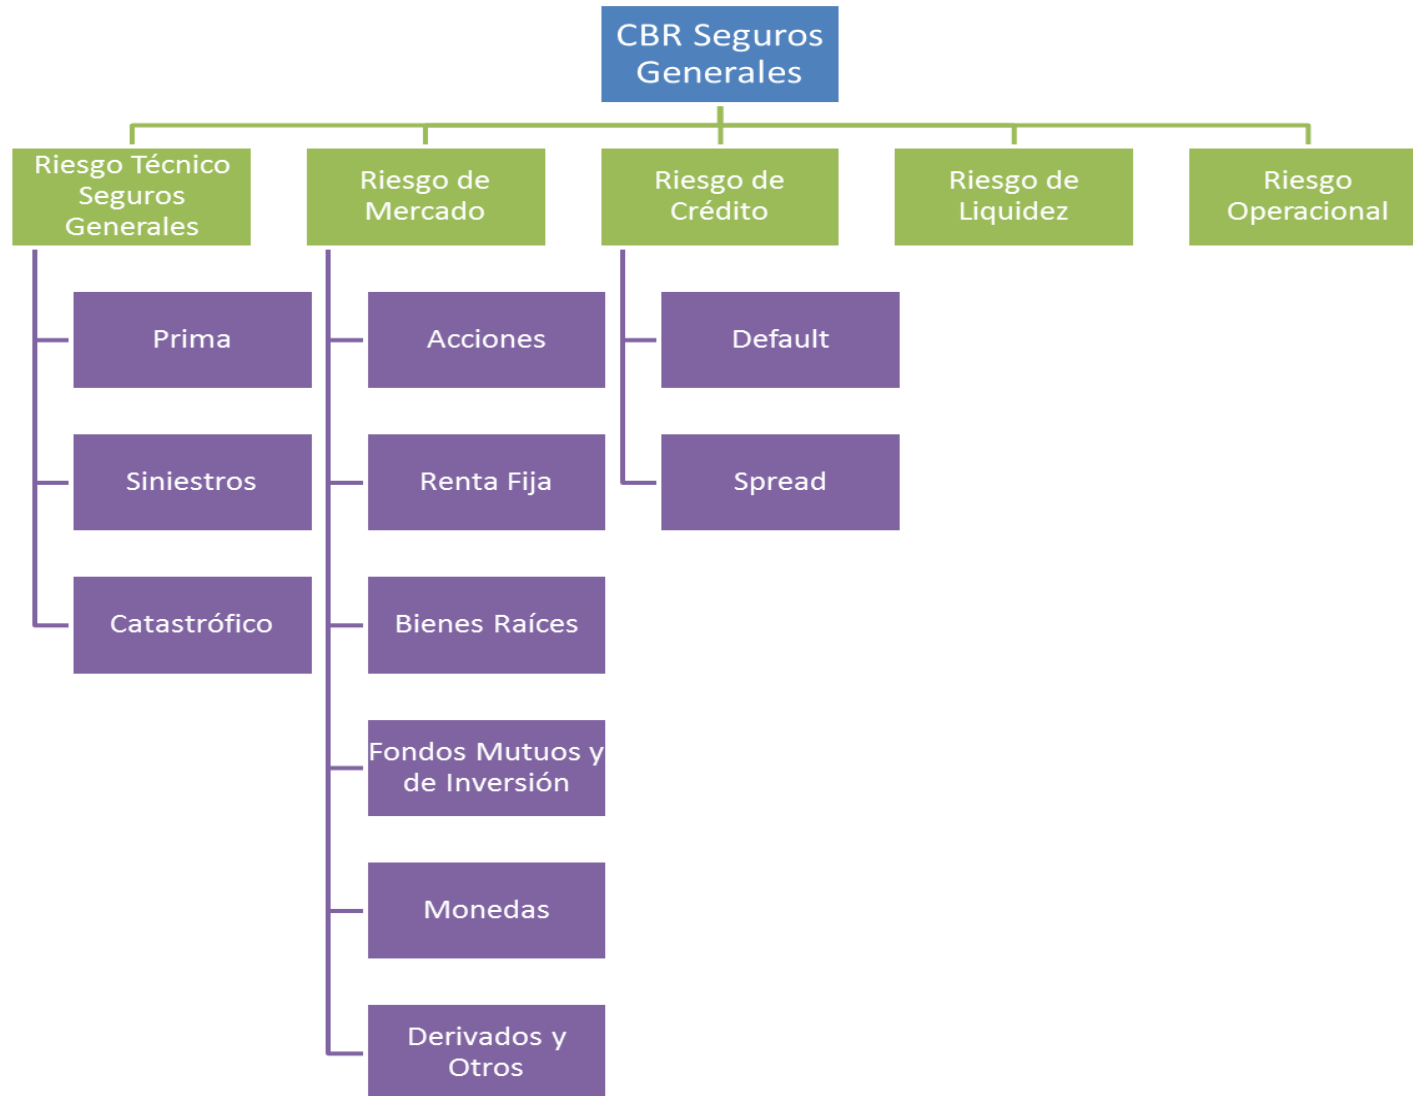 CBR Seguros
Generales
Riesgo Técnico
Seguros
Generales
Riesgo de
Mercado
Riesgo de
Crédito
Riesgo de
Liquidez
Riesgo
Operacional
Prima
Siniestros
Catastrófico
Acciones
Renta Fija
Bienes Raíces
Fondos Mutuos y
de Inversión
Monedas
Derivados y
Otros
Default
Spread